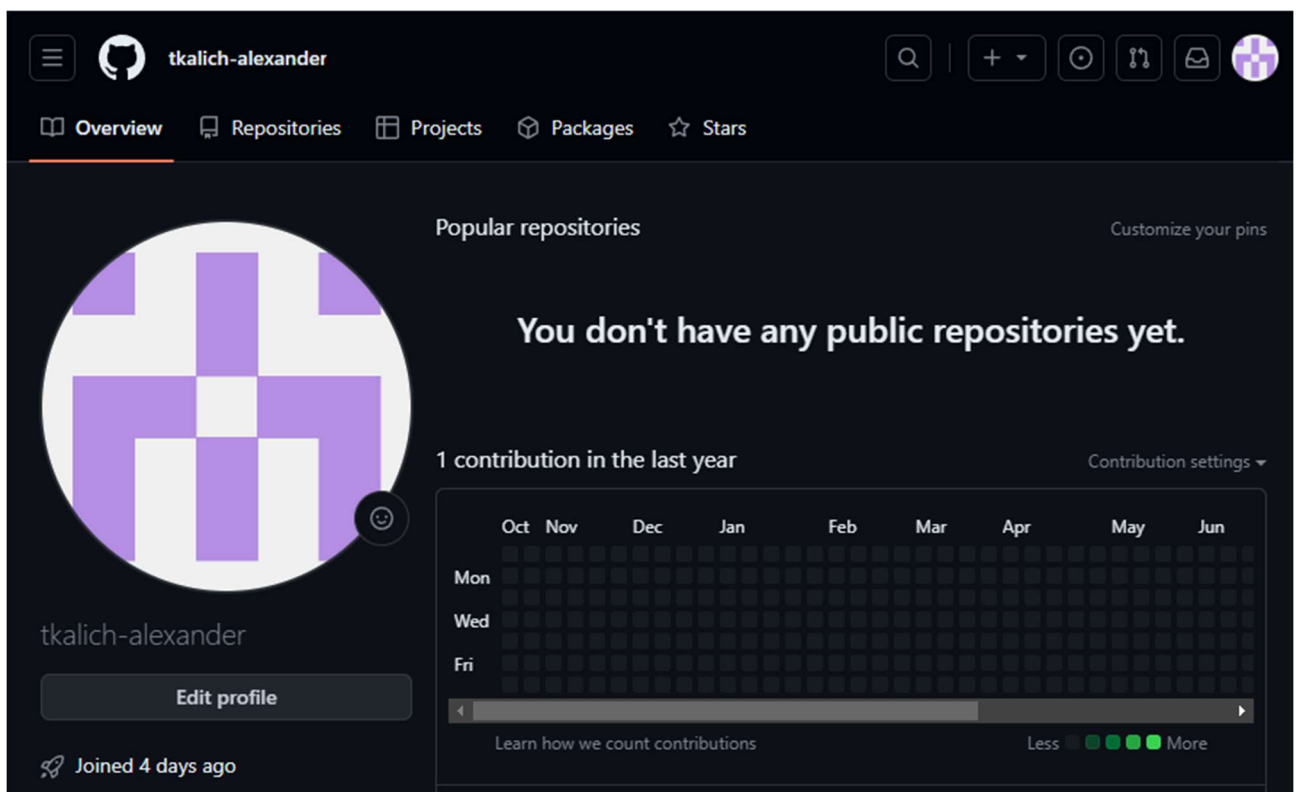 tkalich-alexander
Overview Repositories Projects Packages Stars
Popular repositories Customize your pins
You don't have any public repositories yet.
1 contribution in the last year Contribution settings
Oct Nov Dec Jan Feb Mar Apr May Jun
Mon
Wed
Fri
Learn how we count contributions Less More
tkalich-alexander
Edit profile
Joined 4 days ago